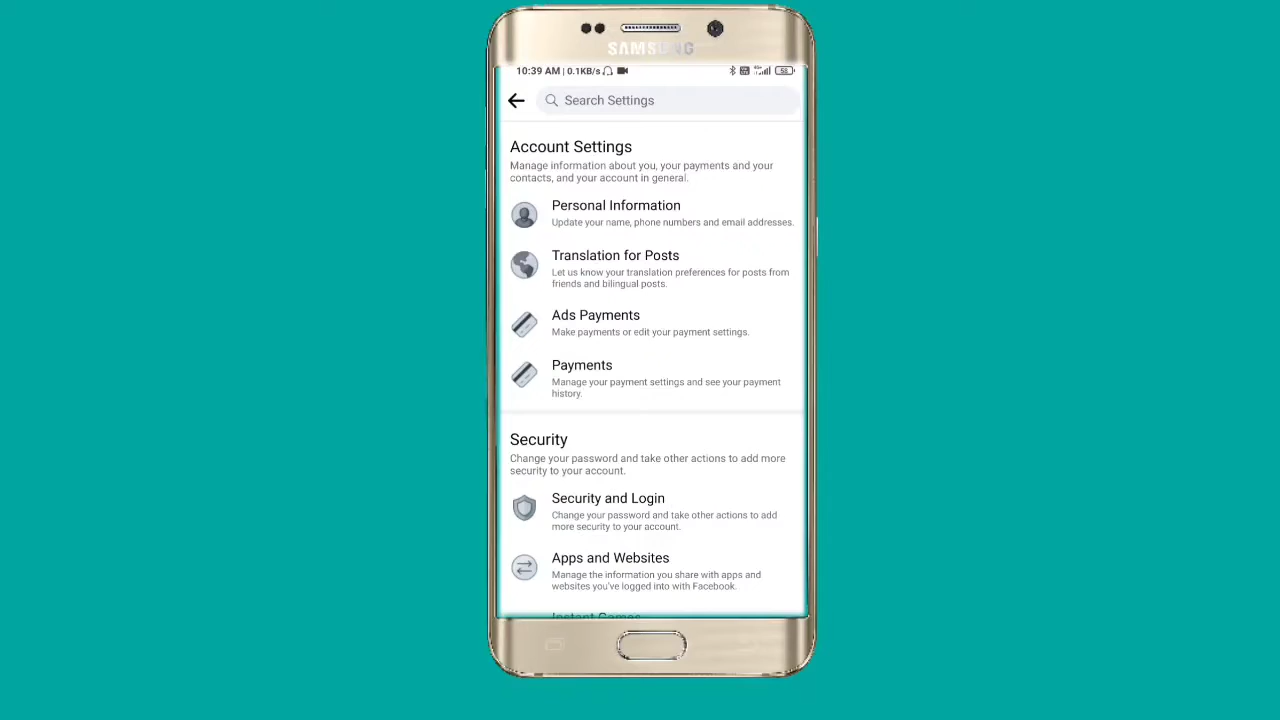 SAMSUNG
10:39 AM | 0.1KB/s
58
Search Settings
Account Settings
Manage information about you, your payments and your
contacts, and your account in general.
Personal Information
Update your name, phone numbers and email addresses.
Translation for Posts
Let us know your translation preferences for posts from
friends and bilingual posts.
Ads Payments
Make payments or edit your payment settings.
Payments
Manage your payment settings and see your payment
history.
Security
Change your password and take other actions to add more
security to your account.
Security and Login
Change your password and take other actions to add
more security to your account.
Apps and Websites
Manage the information you share with apps and
websites you've logged into with Facebook.
Instant Games